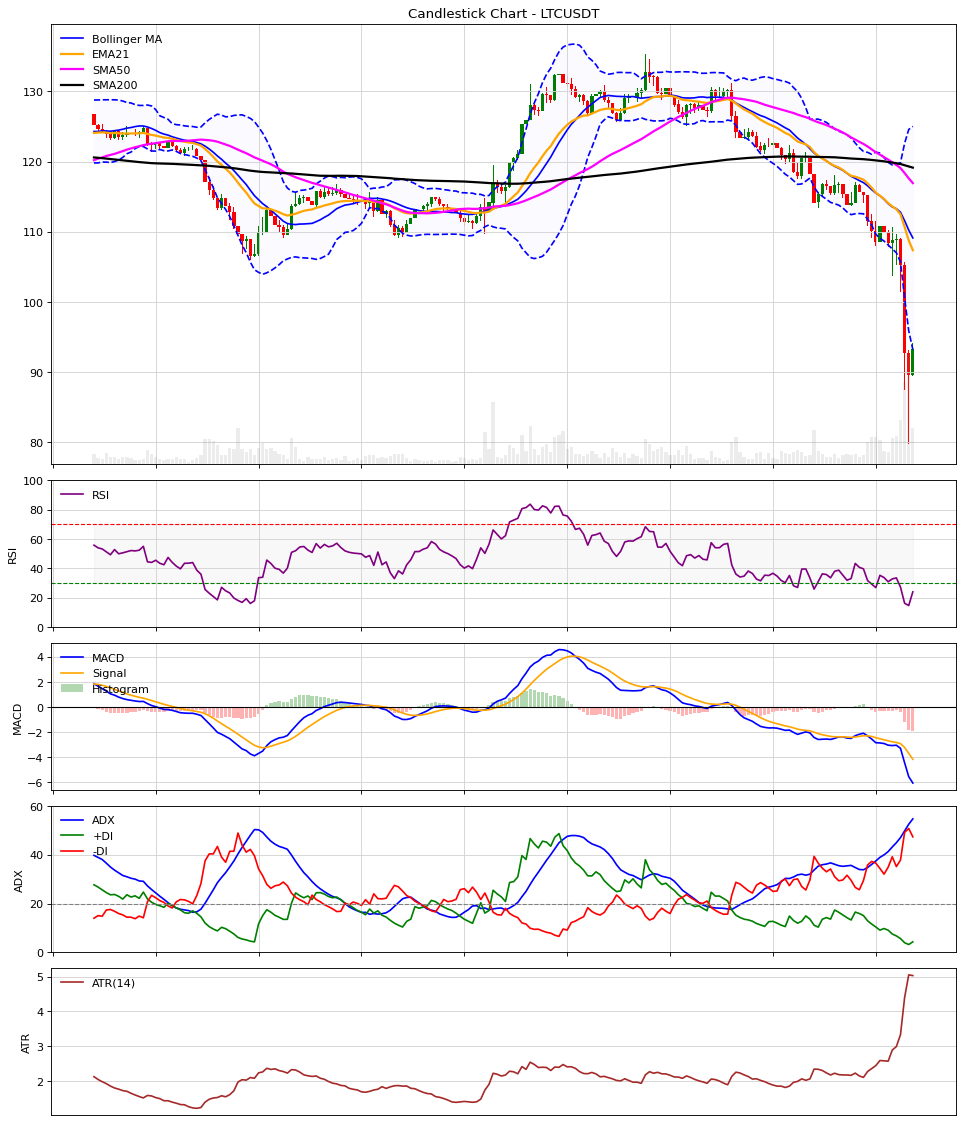 Candlestick Chart - LTCUSDT
Bollinger MA
EMA21
SMA50
SMA200
130
120
110
100
90
80
RSI
100
80
60
40
20
0
RSI
MACD
Signal
Histogram
4
2
0
−2
−4
−6
MACD
ADX
+DI
-DI
60
40
20
0
ADX
ATR(14)
5
4
3
2
ATR